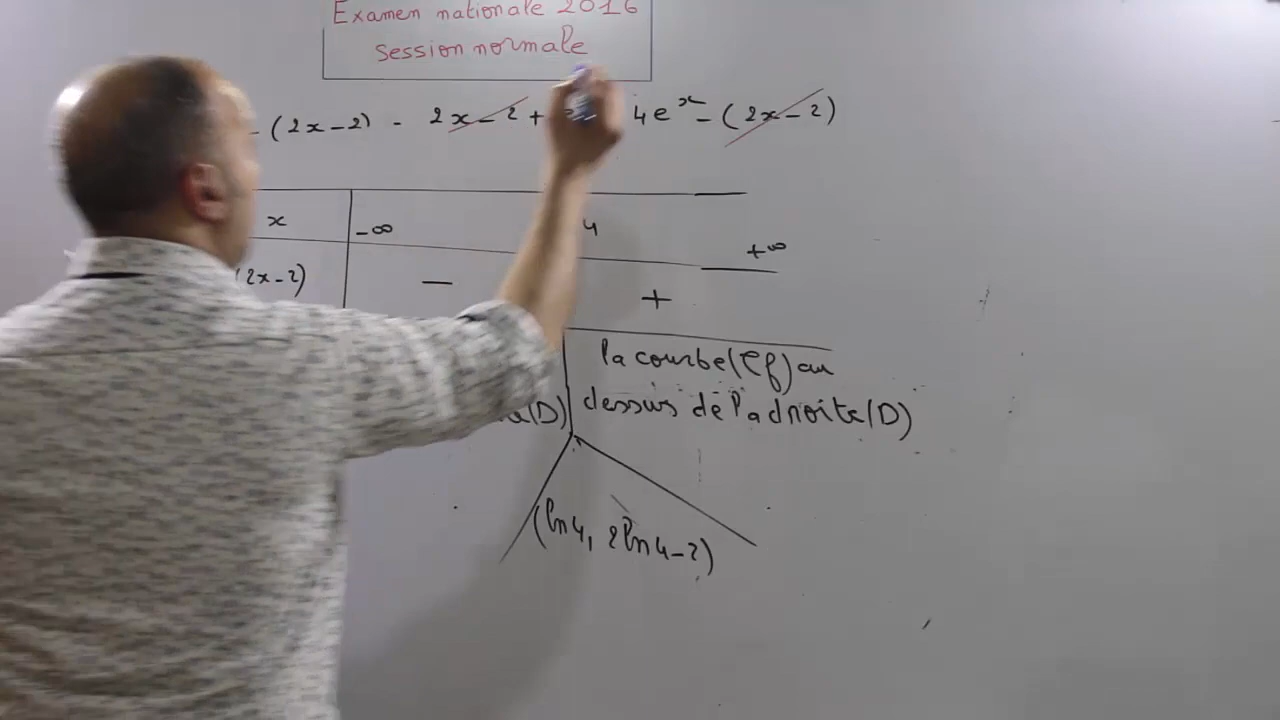 Examen nationale 2016
session normale
- (2x-2) - 2x-2 + 4e^x - (2x-2)
x -∞ 4 +∞
(2x-2) - +
la courbe (Cf) au
(D) dessus de la droite (D)
(ln4, 2ln4-2)